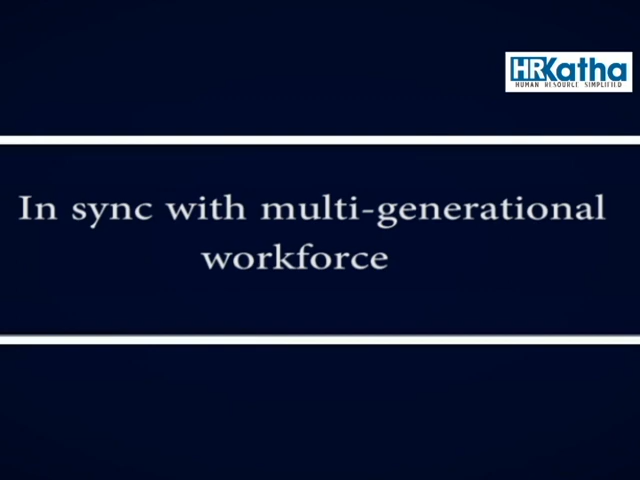 HRKatha
HUMAN RESOURCE SIMPLIFIED
In sync with multi-generational
workforce